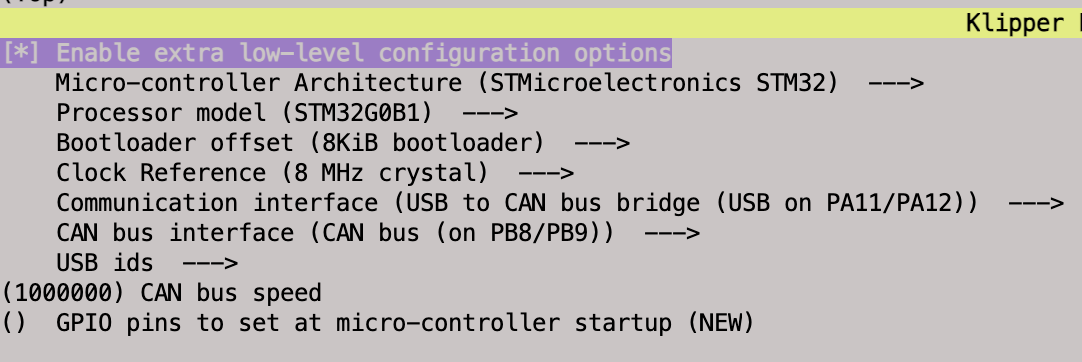 (Top)
Klipper
[*] Enable extra low-level configuration options
Micro-controller Architecture (STMicroelectronics STM32)  --->
Processor model (STM32G0B1)  --->
Bootloader offset (8KiB bootloader)  --->
Clock Reference (8 MHz crystal)  --->
Communication interface (USB to CAN bus bridge (USB on PA11/PA12))  --->
CAN bus interface (CAN bus (on PB8/PB9))  --->
USB ids  --->
(1000000) CAN bus speed
()  GPIO pins to set at micro-controller startup (NEW)